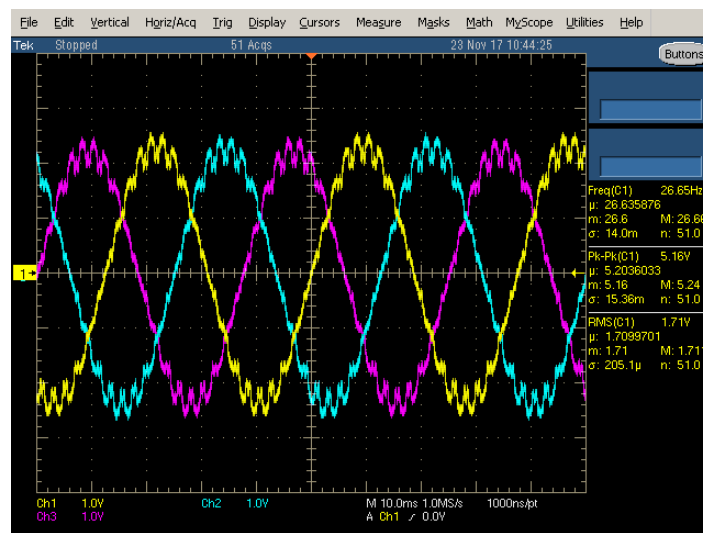 File Edit Vertical Horiz/Acq Trig Display Cursors Measure Masks Math MyScope Utilities Help
Tek Stopped 51 Acqs 23 Nov 17 10:44:25
Buttons
1
Freq(C1) 26.65Hz
µ: 26.635876
m: 26.6 M: 26.66
σ: 14.0m n: 51.0
Pk-Pk(C1) 5.16V
µ: 5.2036033
m: 5.16 M: 5.24
σ: 15.36m n: 51.0
RMS(C1) 1.71V
µ: 1.7099701
m: 1.71 M: 1.711
σ: 205.1µ n: 51.0
Ch1 1.0V Ch2 1.0V M 10.0ms 1.0MS/s 1000ns/pt
Ch3 1.0V A Ch1 ⁄ 0.0V